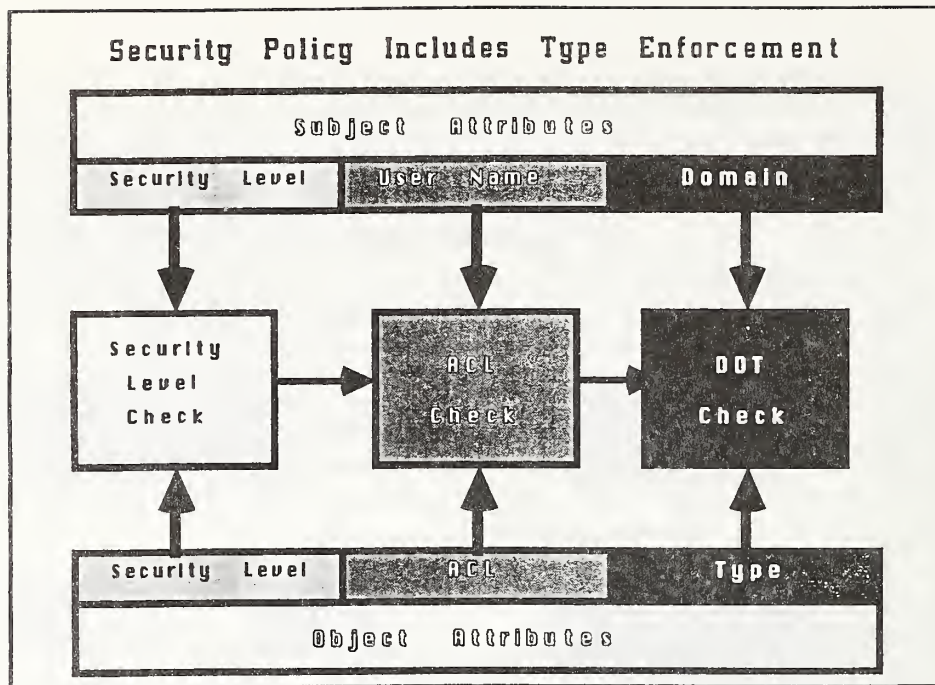 Security Policy Includes Type Enforcement
Subject Attributes
Security Level
User Name
Domain
Security
Level
Check
ACL
Check
DDT
Check
Security Level
ACL
Type
Object Attributes